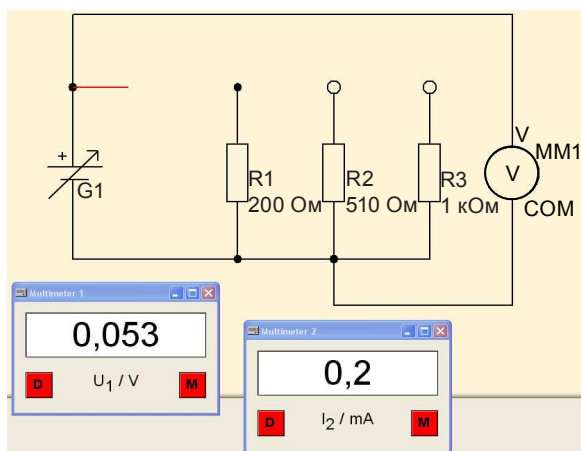 +
G1
R1
200 Ом
R2
510 Ом
R3
1 кОм
V
MM1
V
COM
Multimeter 1
0,053
D
U1 / V
M
Multimeter 2
0,2
D
I2 / mA
M